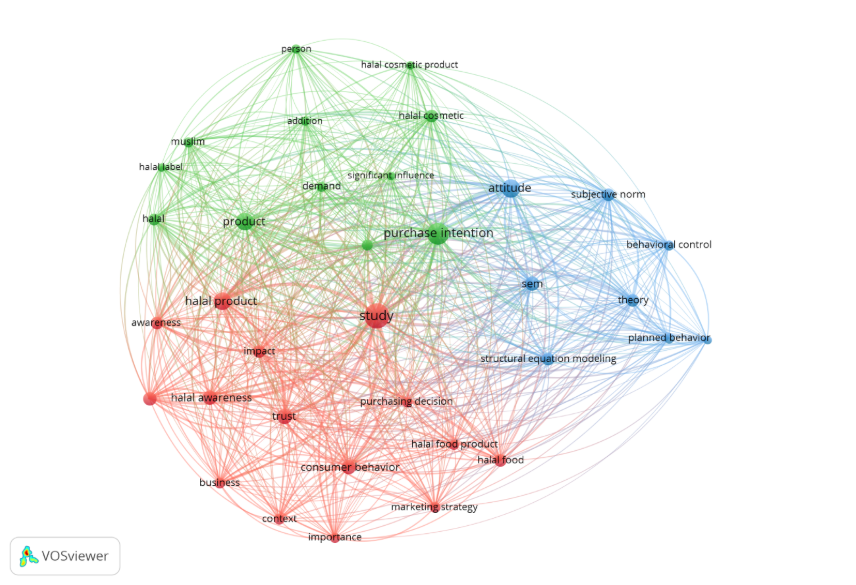 person
halal cosmetic product
addition
halal cosmetic
muslim
halal label
significant influence
demand
attitude
subjective norm
halal
product
purchase intention
behavioral control
sem
halal product
theory
study
awareness
planned behavior
impact
structural equation modeling
halal awareness
purchasing decision
trust
halal food product
halal food
consumer behavior
business
marketing strategy
context
importance
VOSviewer